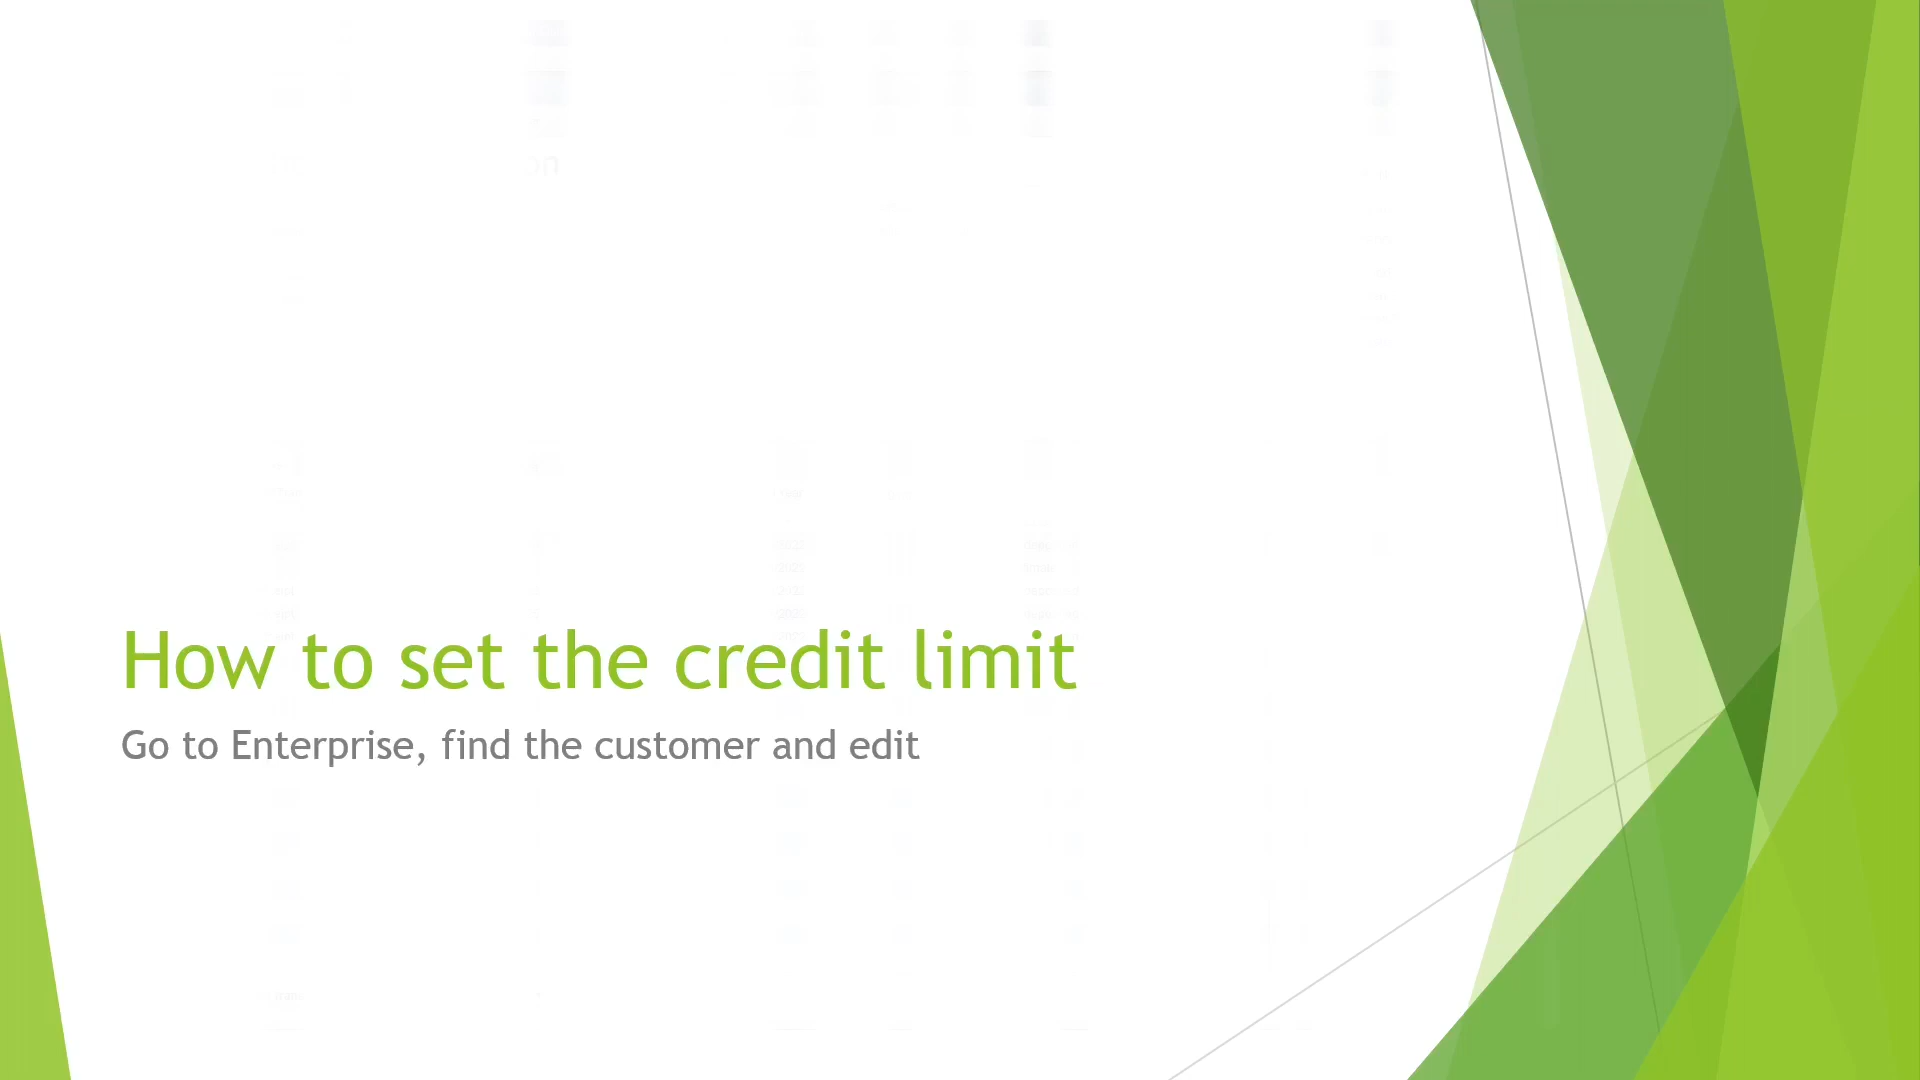 How to set the credit limit
Go to Enterprise, find the customer and edit